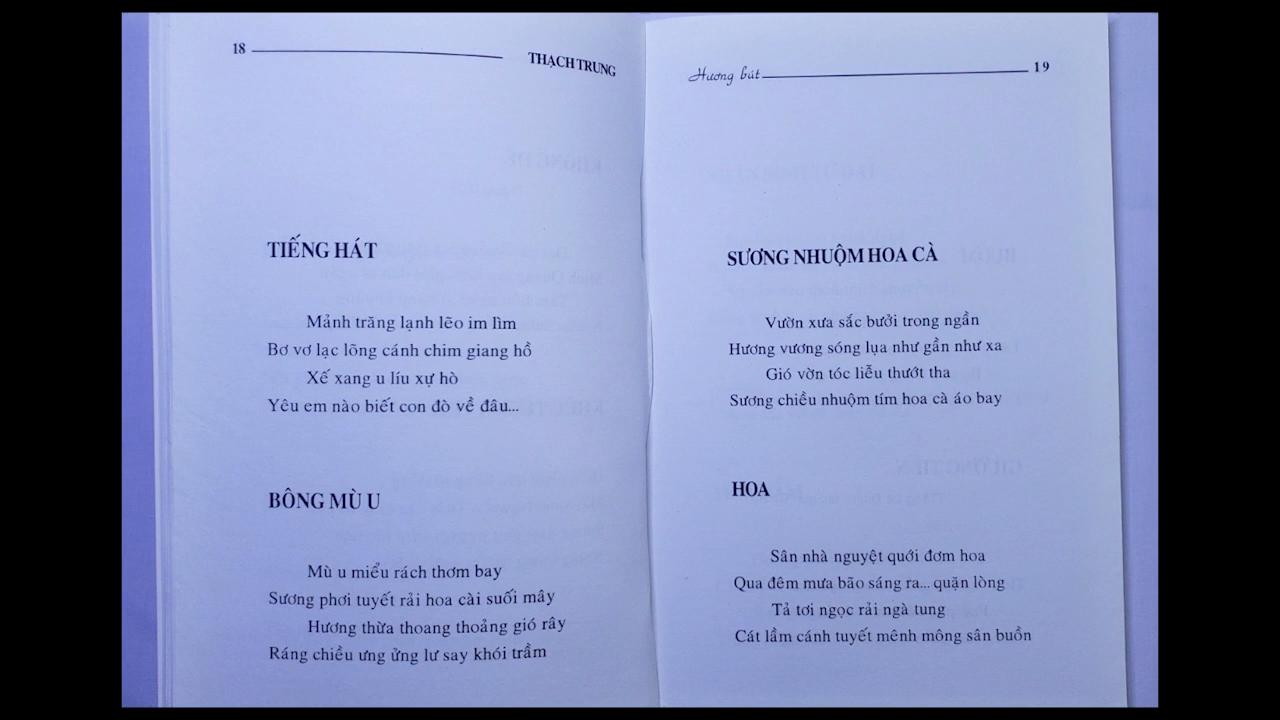 18 THẠCH TRUNG
TIẾNG HÁT
Mảnh trăng lạnh lẽo im lìm
Bơ vơ lạc lõng cánh chim giang hồ
Xế xang u líu xự hò
Yêu em nào biết con đò về đâu...
BÔNG MÙ U
Mù u miểu rách thơm bay
Sương phơi tuyết rải hoa cài suối mây
Hương thừa thoang thoảng gió rây
Ráng chiều ưng ửng lư say khói trầm
Hương bút 19
SƯƠNG NHUỘM HOA CÀ
Vườn xưa sắc bưởi trong ngần
Hương vương sóng lụa như gần như xa
Gió vờn tóc liễu thướt tha
Sương chiều nhuộm tím hoa cà áo bay
HOA
Sân nhà nguyệt quới đơm hoa
Qua đêm mưa bão sáng ra... quặn lòng
Tả tơi ngọc rải ngà tung
Cát lầm cánh tuyết mênh mông sân buồn